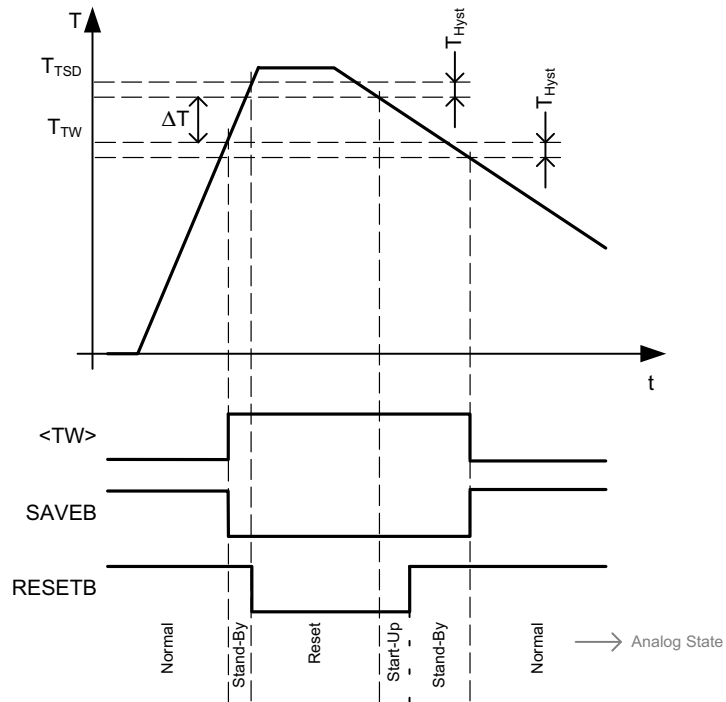 T
T_Hyst
T_TSD
T_Hyst
ΔT
T_TW
t
<TW>
SAVEB
RESETB
Normal
Stand-By
Reset
Start-Up
Stand-By
Normal
Analog State